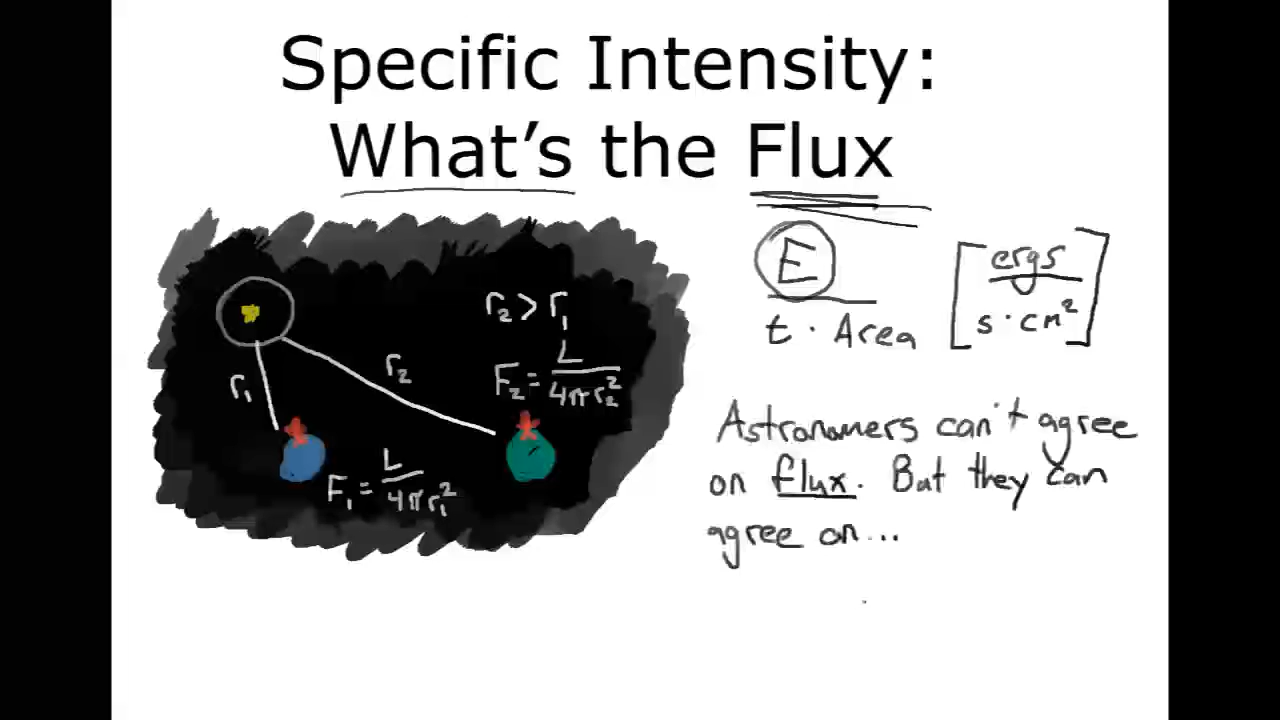 Specific Intensity:
What's the Flux
r₂ > r₁
r₁
r₂
F₂ = L / 4πr₂²
F₁ = L / 4πr₁²
E / t · Area
[ergs / s · cm²]
Astronomers can't agree
on flux. But they can
agree on...